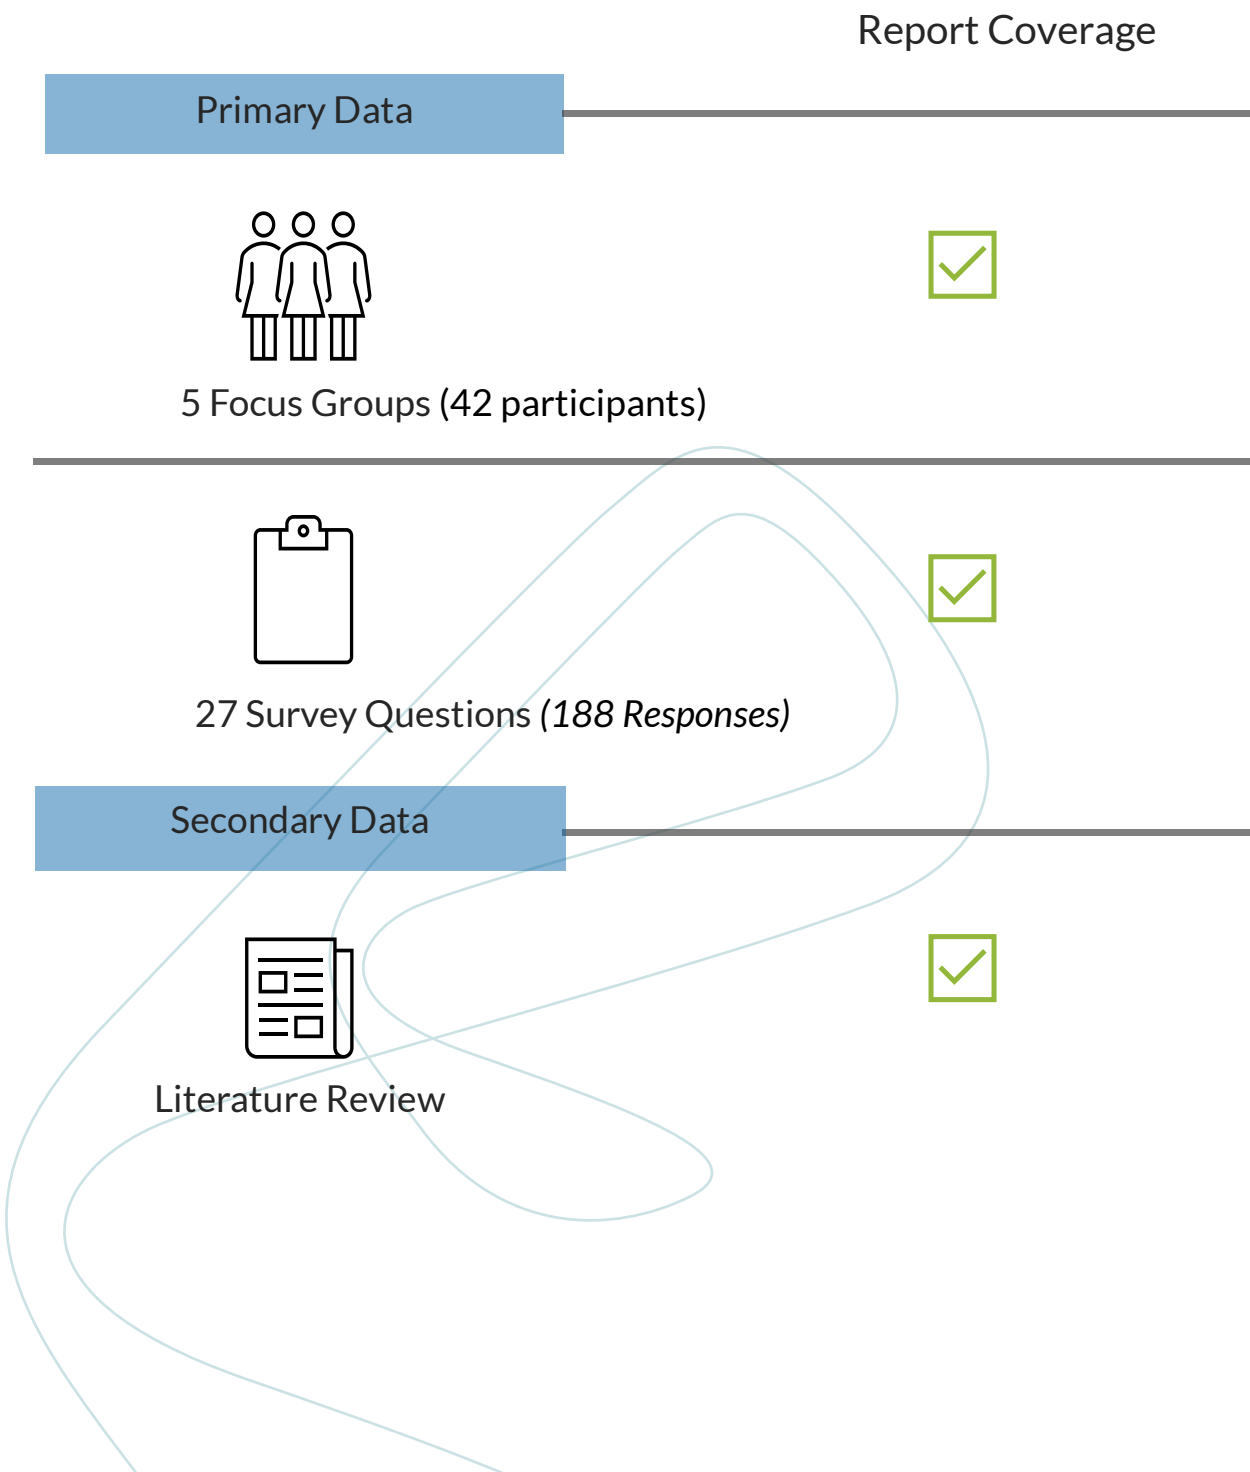 Report Coverage
Primary Data
5 Focus Groups (42 participants)
27 Survey Questions (188 Responses)
Secondary Data
Literature Review